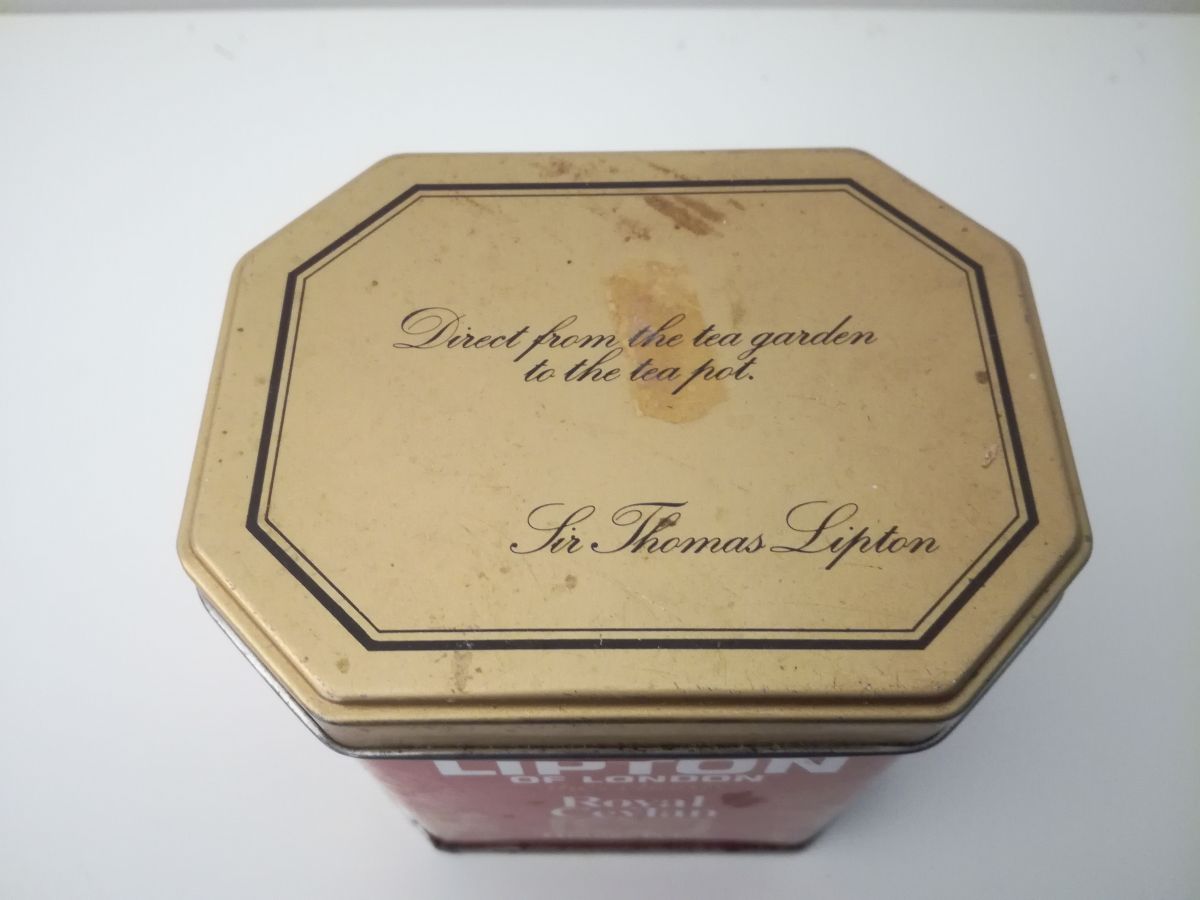 Direct from the tea garden
to the tea pot.
Sir Thomas Lipton
LIPTON
OF LONDON
Royal
Ceylan